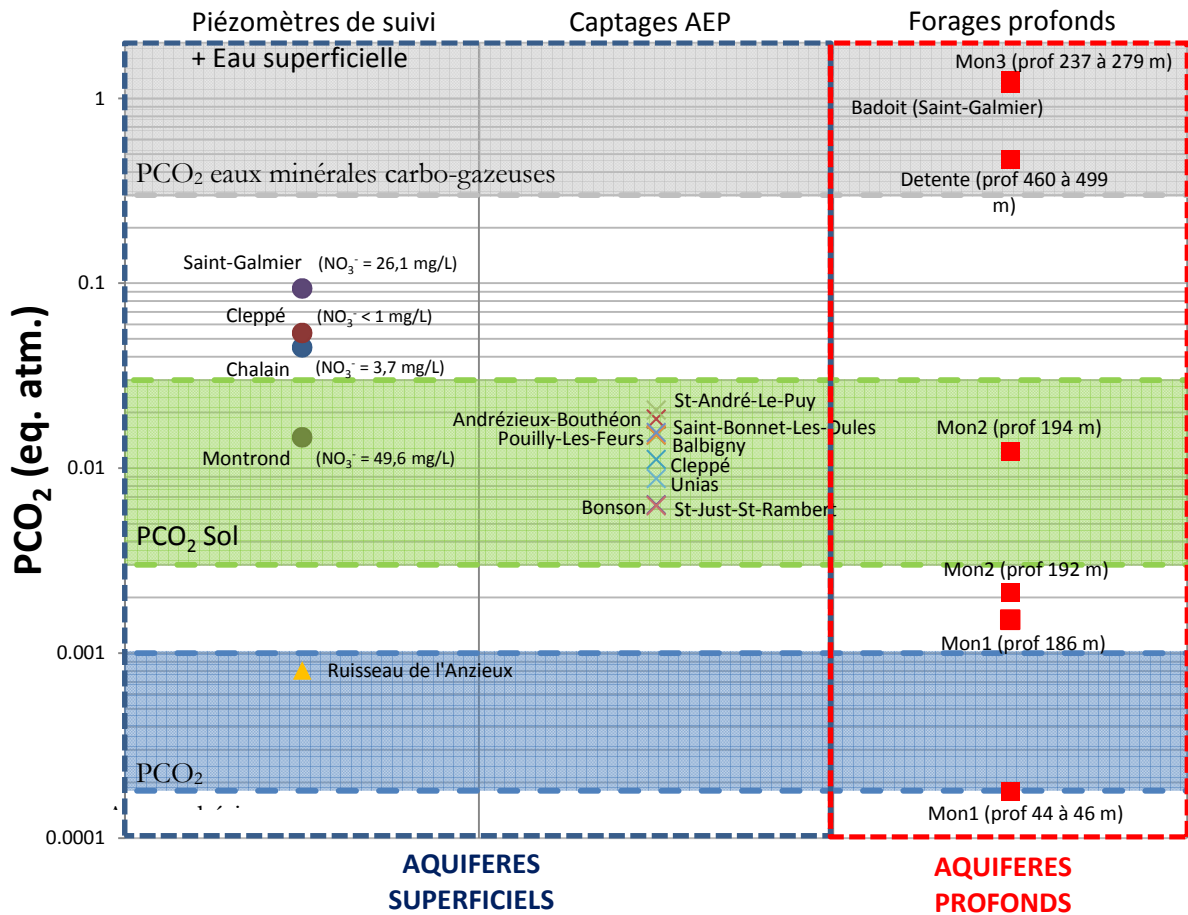 Piézomètres de suivi
Captages AEP
Forages profonds
+ Eau superficielle
Mon3 (prof 237 à 279 m)
1
Badoit (Saint-Galmier)
PCO₂ eaux minérales carbo-gazeuses
Detente (prof 460 à 499
m)
Saint-Galmier (NO₃⁻ = 26,1 mg/L)
0.1
Cleppé (NO₃⁻ < 1 mg/L)
Chalain (NO₃⁻ = 3,7 mg/L)
St-André-Le-Puy
Andrézieux-Bouthéon
Saint-Bonnet-Les-Oules
Mon2 (prof 194 m)
Pouilly-Les-Feurs
Balbigny
Montrond (NO₃⁻ = 49,6 mg/L)
0.01
Cleppé
Unias
Bonson
St-Just-St-Rambert
PCO₂ Sol
PCO₂ (eq. atm.)
Mon2 (prof 192 m)
0.001
Mon1 (prof 186 m)
Ruisseau de l'Anzieux
PCO₂
Mon1 (prof 44 à 46 m)
0.0001
AQUIFERES
SUPERFICIELS
AQUIFERES
PROFONDS